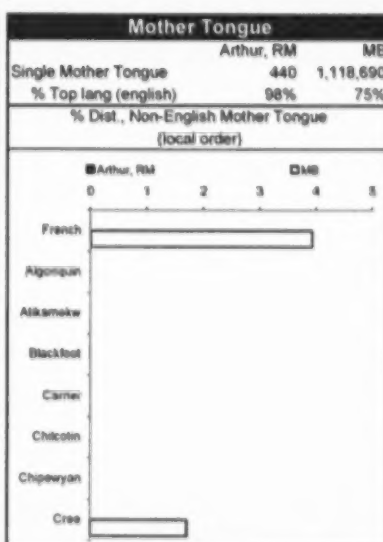 Mother Tongue
Arthur, RM MB
Single Mother Tongue 440 1,118,690
% Top lang (english) 98% 75%
% Dist., Non-English Mother Tongue
(local order)
Arthur, RM MB
0 1 2 3 4 5
French
Algonquin
Atikamekw
Blackfoot
Carrier
Chilcotin
Chipewyan
Cree